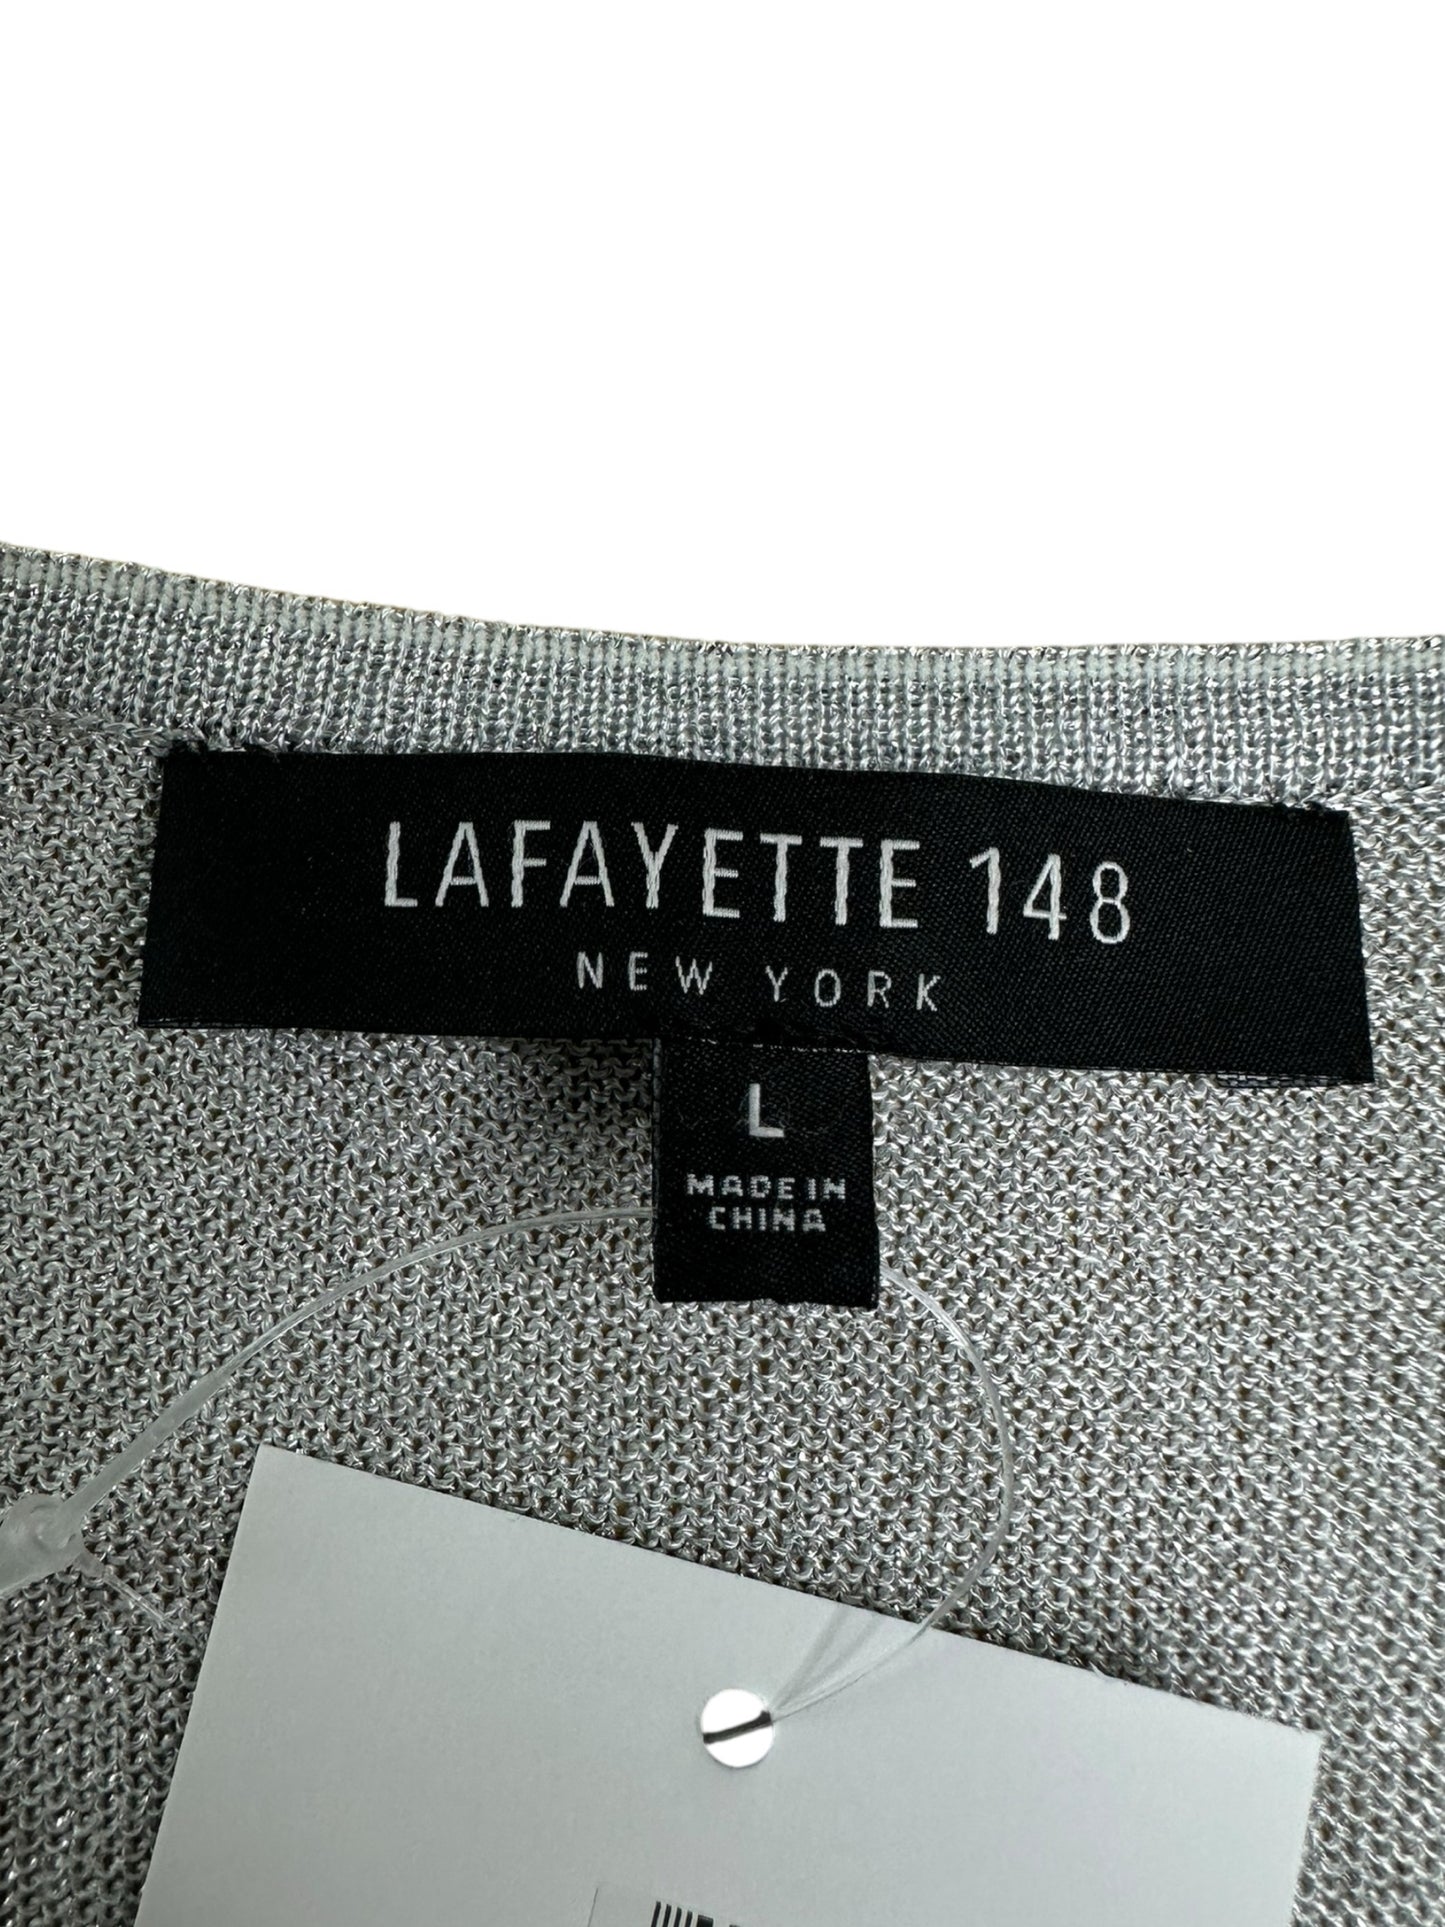 LAFAYETTE 148
NEW YORK
L
MADE IN
CHINA